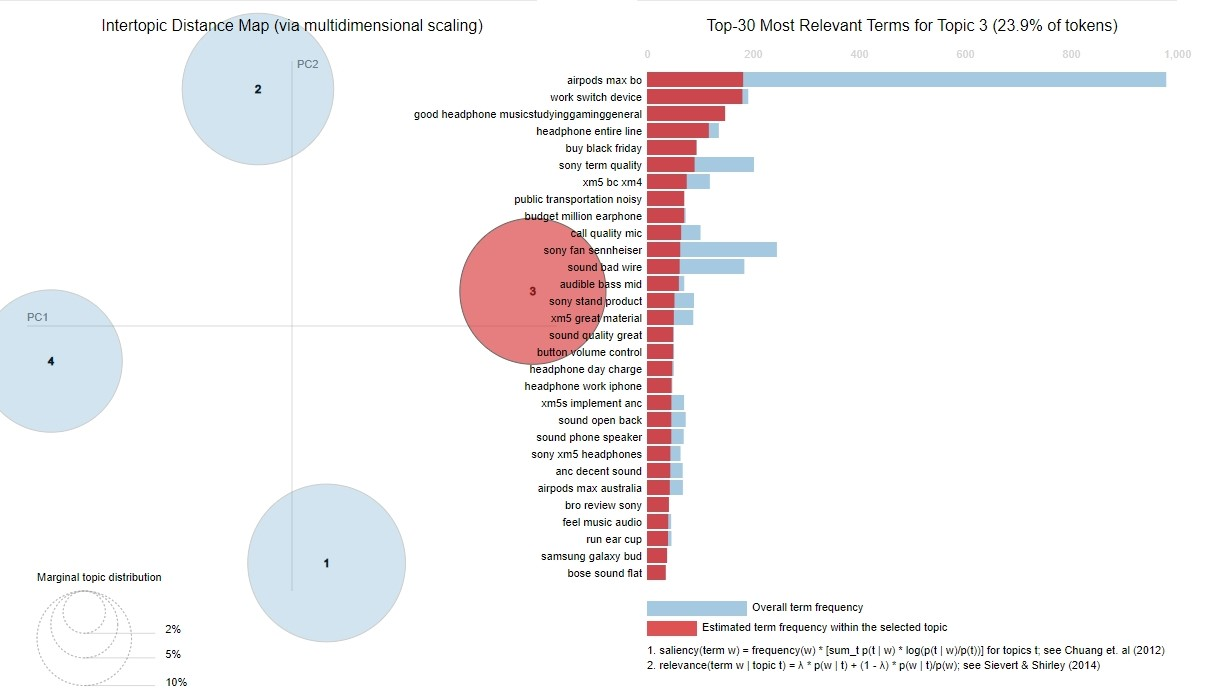 Intertopic Distance Map (via multidimensional scaling)
PC2
2
3
PC1
4
1
Marginal topic distribution
2%
5%
10%
Top-30 Most Relevant Terms for Topic 3 (23.9% of tokens)
0 200 400 600 800 1,000
airpods max bo
work switch device
good headphone musicstudyinggaminggeneral
headphone entire line
buy black friday
sony term quality
xm5 bc xm4
public transportation noisy
budget million earphone
call quality mic
sony fan sennheiser
sound bad wire
audible bass mid
sony stand product
xm5 great material
sound quality great
button volume control
headphone day charge
headphone work iphone
xm5s implement anc
sound open back
sound phone speaker
sony xm5 headphones
anc decent sound
airpods max australia
bro review sony
feel music audio
run ear cup
samsung galaxy bud
bose sound flat
Overall term frequency
Estimated term frequency within the selected topic
1. saliency(term w) = frequency(w) * [sum_t p(t | w) * log(p(t | w)/p(t))] for topics t; see Chuang et. al (2012)
2. relevance(term w | topic t) = λ * p(w | t) + (1 - λ) * p(w | t)/p(w); see Sievert & Shirley (2014)